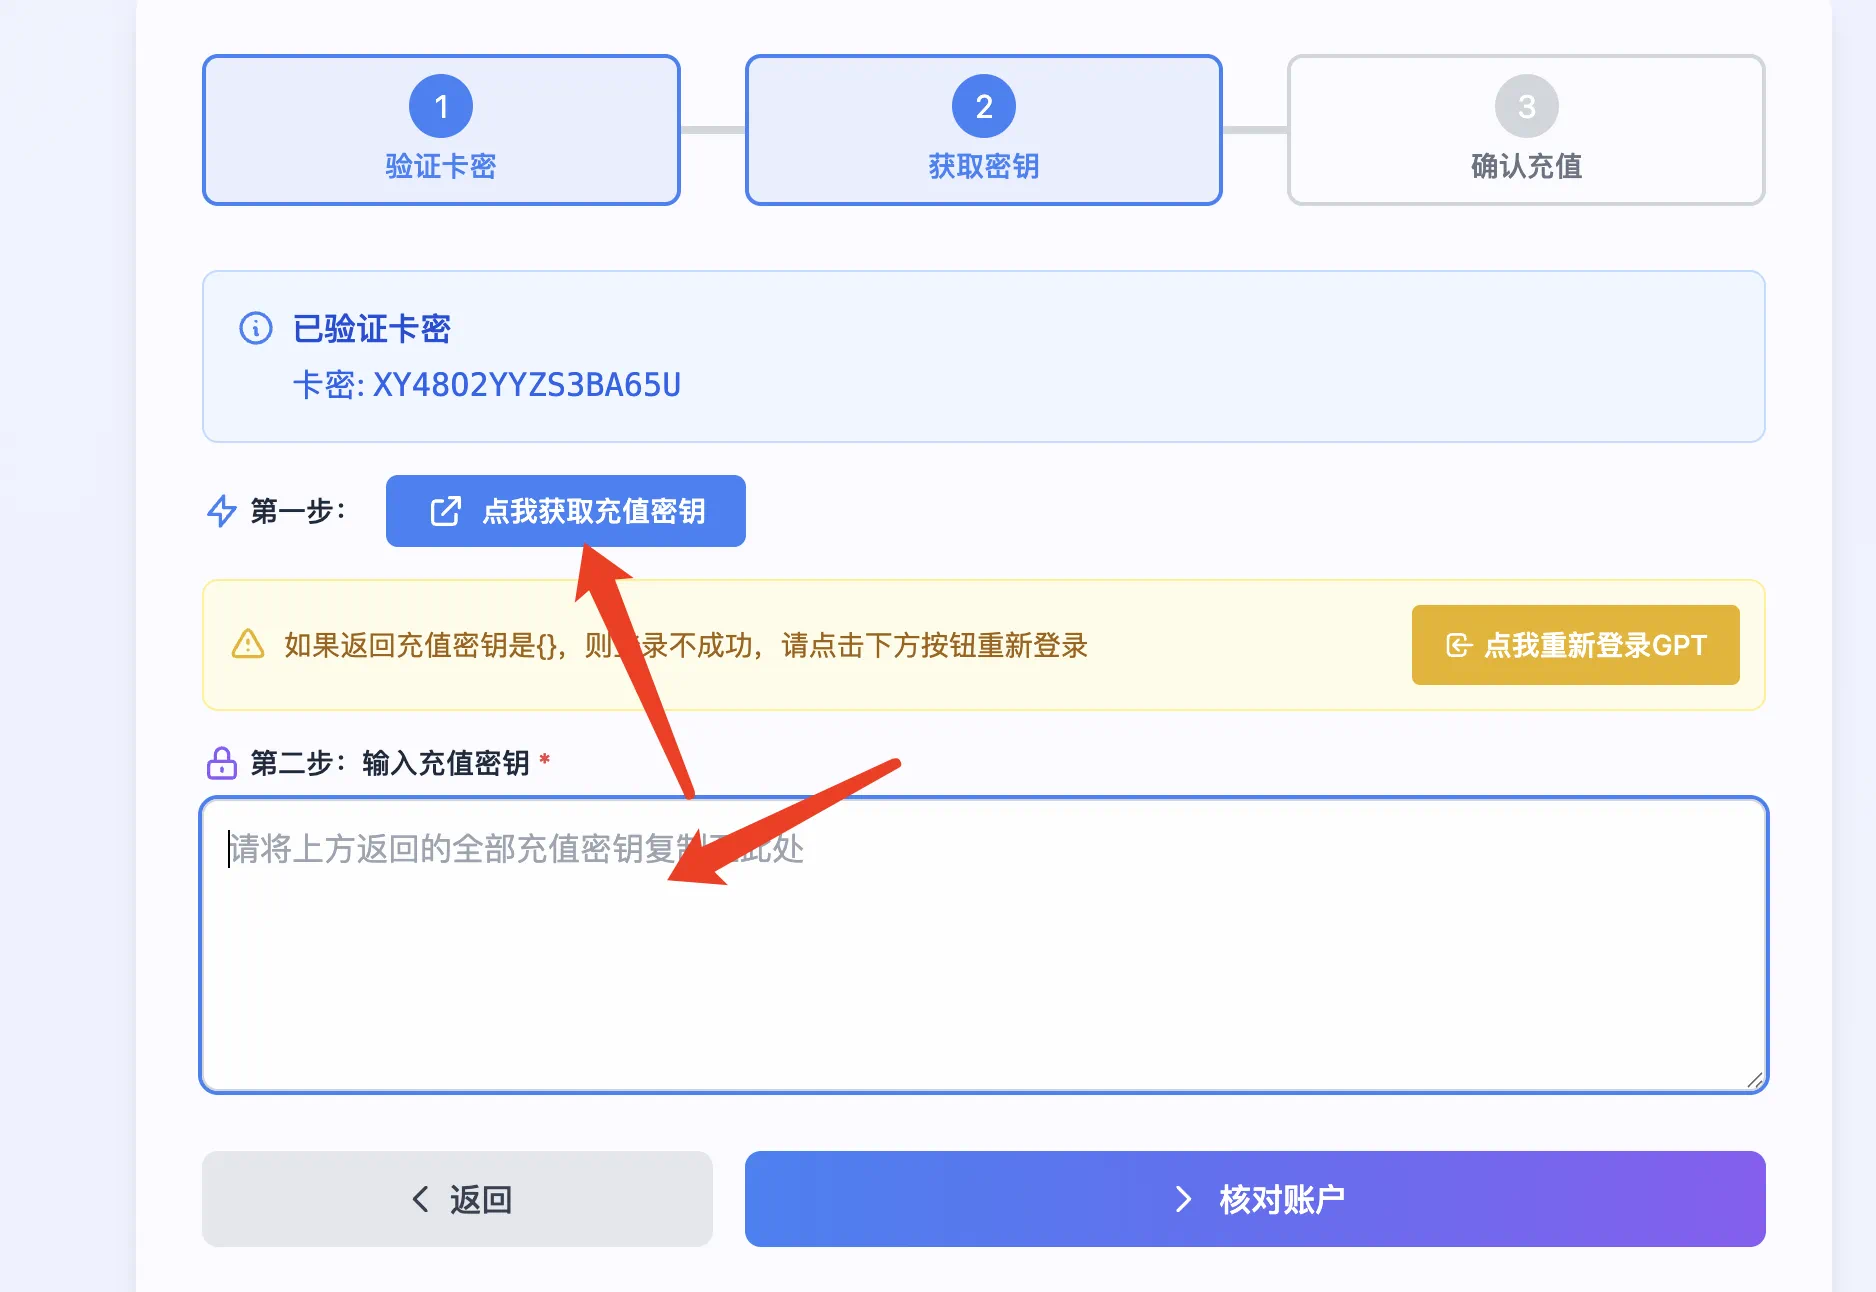 1
验证卡密
2
获取密钥
3
确认充值
已验证卡密
卡密: XY4802YYZS3BA65U
第一步：
点我获取充值密钥
如果返回充值密钥是{}，则登录不成功，请点击下方按钮重新登录
点我重新登录GPT
第二步：输入充值密钥 *
请将上方返回的全部充值密钥复制至此处
返回
核对账户